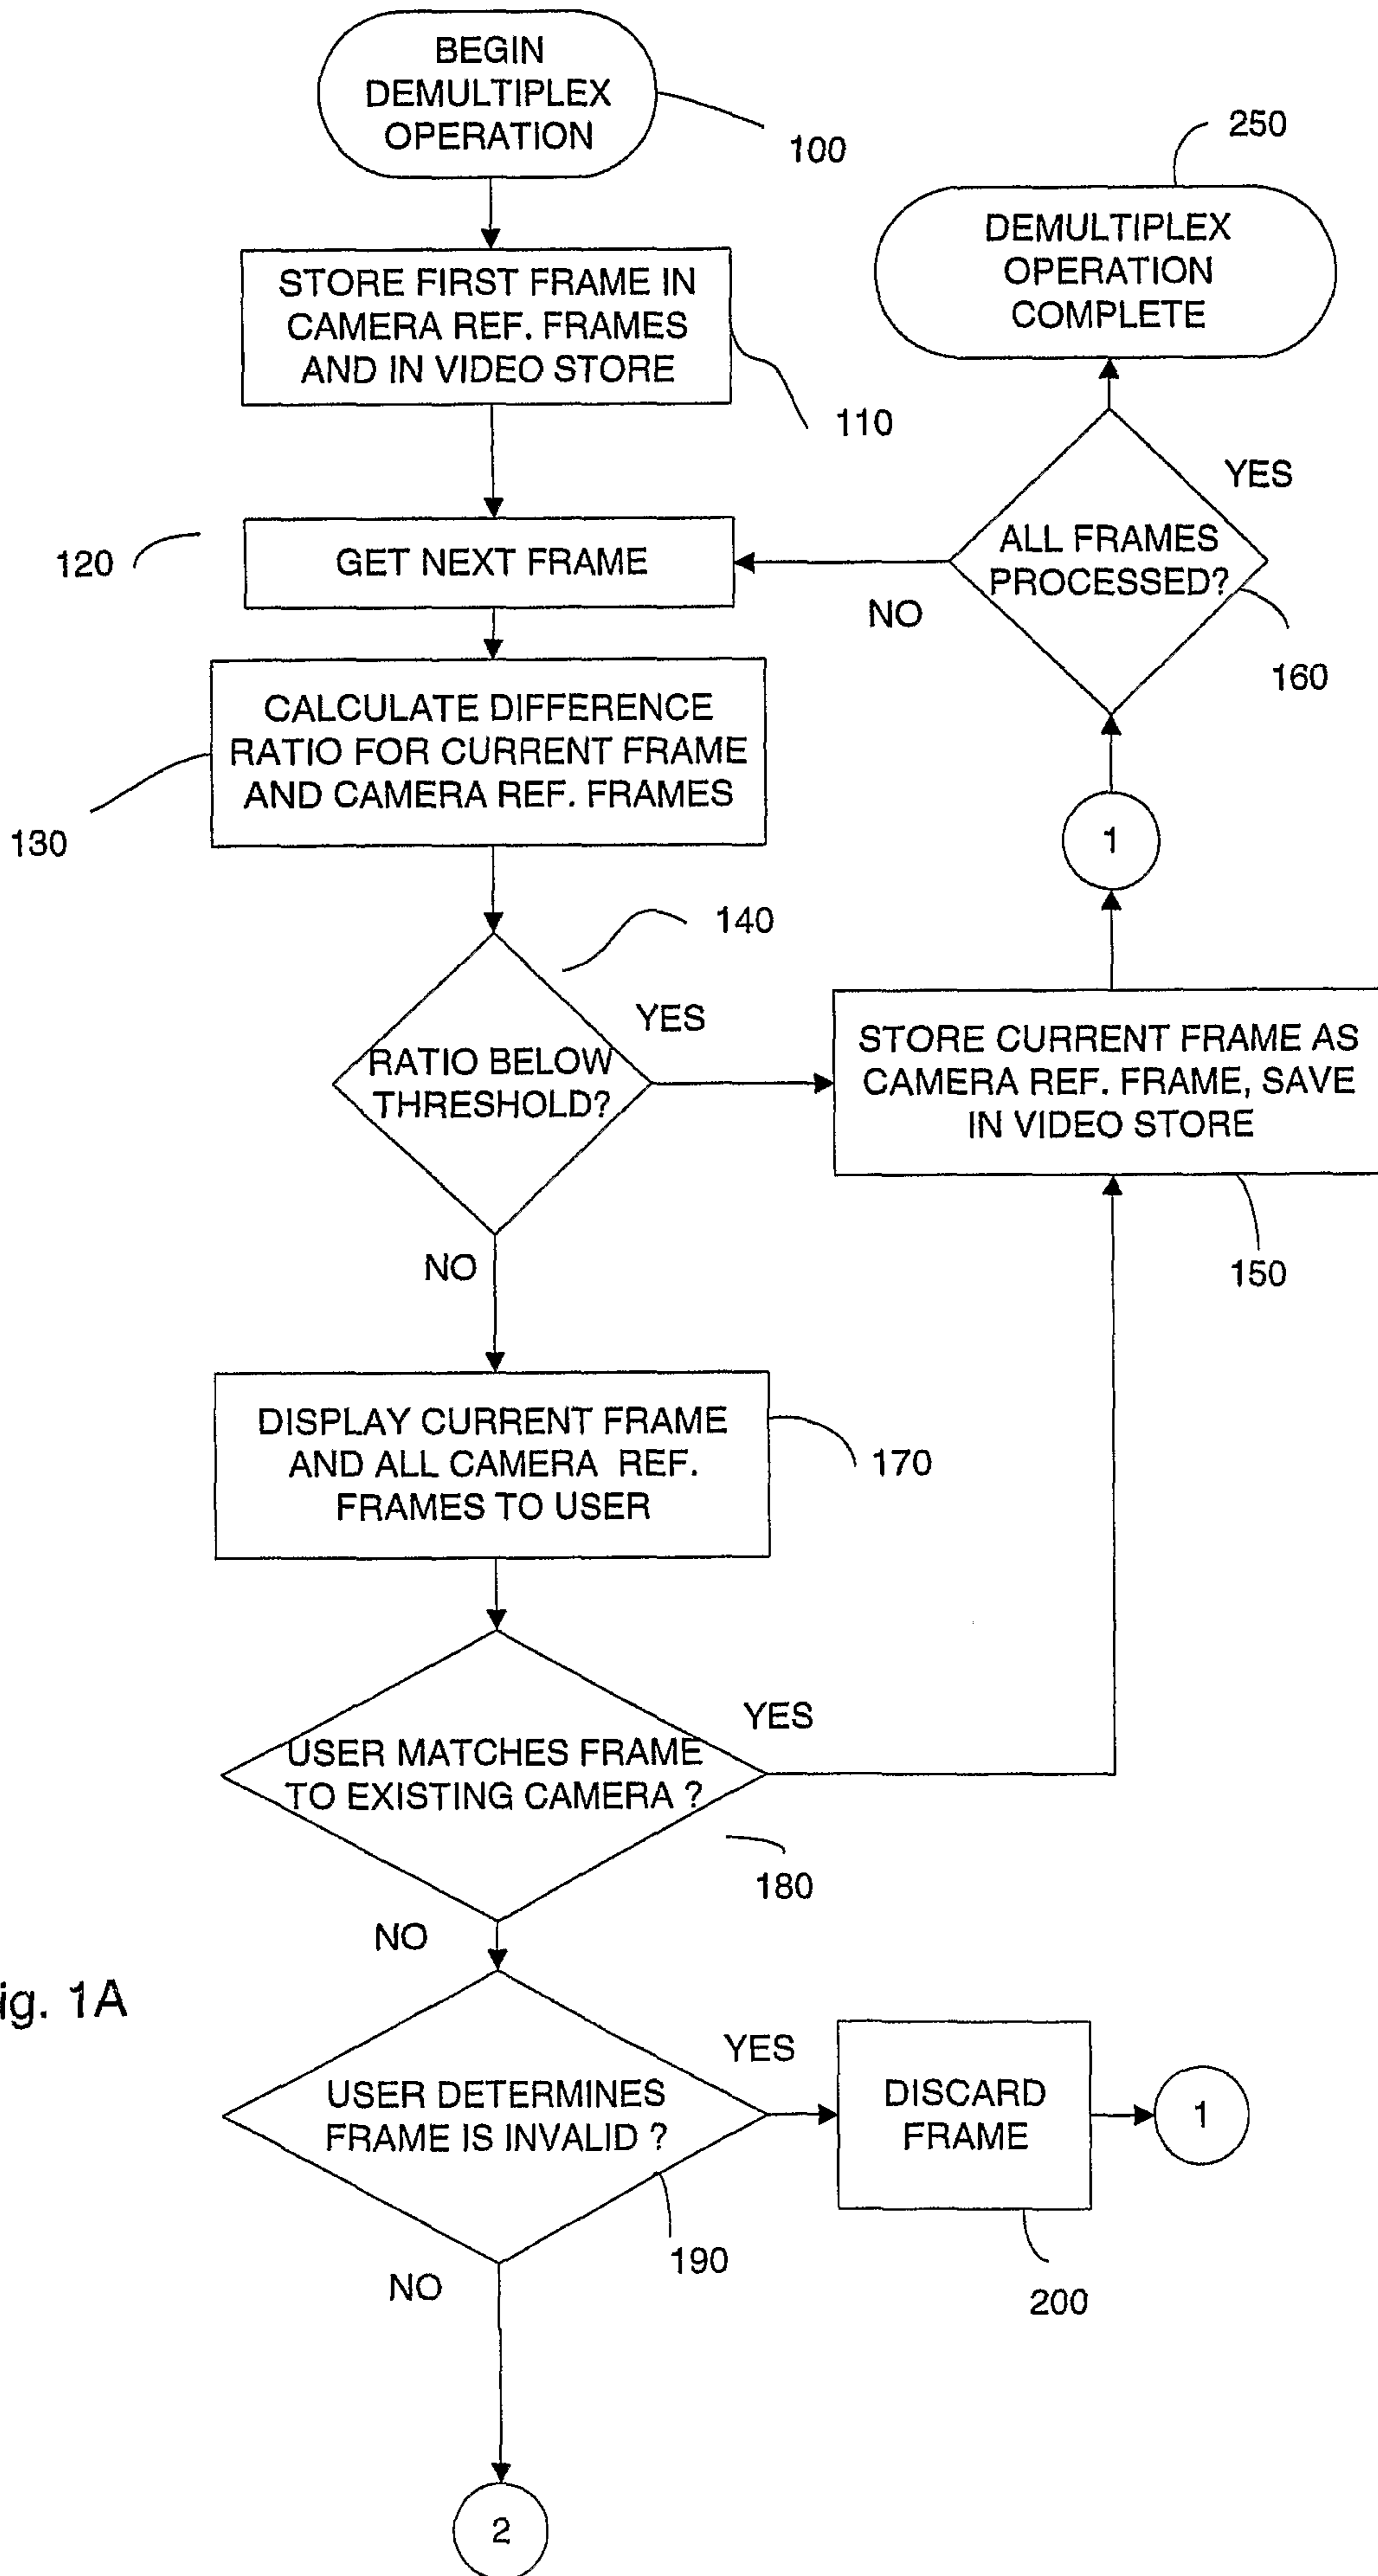 BEGIN
DEMULTIPLEX
OPERATION
100
STORE FIRST FRAME IN
CAMERA REF. FRAMES
AND IN VIDEO STORE
110
120
GET NEXT FRAME
130
CALCULATE DIFFERENCE
RATIO FOR CURRENT FRAME
AND CAMERA REF. FRAMES
140
RATIO BELOW
THRESHOLD?
YES
NO
250
DEMULTIPLEX
OPERATION
COMPLETE
YES
ALL FRAMES
PROCESSED?
NO
160
1
STORE CURRENT FRAME AS
CAMERA REF. FRAME, SAVE
IN VIDEO STORE
150
DISPLAY CURRENT FRAME
AND ALL CAMERA REF.
FRAMES TO USER
170
USER MATCHES FRAME
TO EXISTING CAMERA ?
YES
180
NO
ig. 1A
USER DETERMINES
FRAME IS INVALID ?
YES
190
NO
DISCARD
FRAME
200
1
2